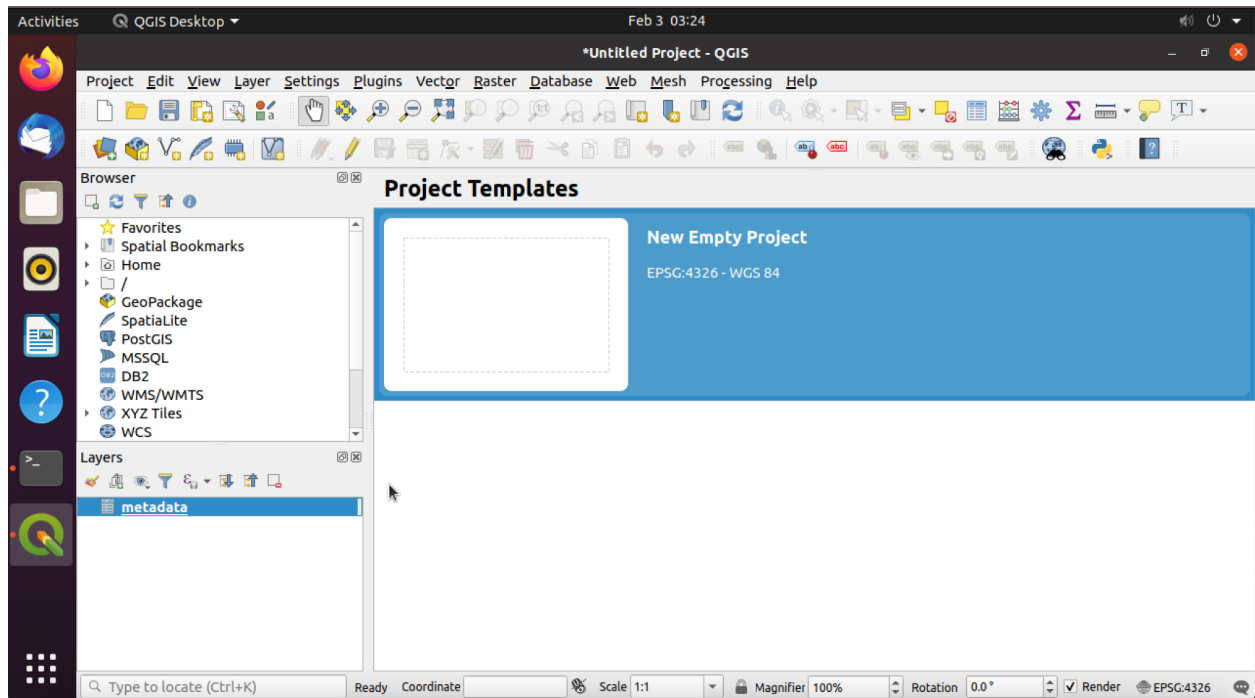 Activities QGIS Desktop Feb 3 03:24
*Untitled Project - QGIS
Project Edit View Layer Settings Plugins Vector Raster Database Web Mesh Processing Help
Browser
Favorites
Spatial Bookmarks
Home
/
GeoPackage
SpatiaLite
PostGIS
MSSQL
DB2
WMS/WMTS
XYZ Tiles
WCS
Layers
metadata
Project Templates
New Empty Project
EPSG:4326 - WGS 84
Type to locate (Ctrl+K) Ready Coordinate Scale 1:1 Magnifier 100% Rotation 0.0° Render EPSG:4326